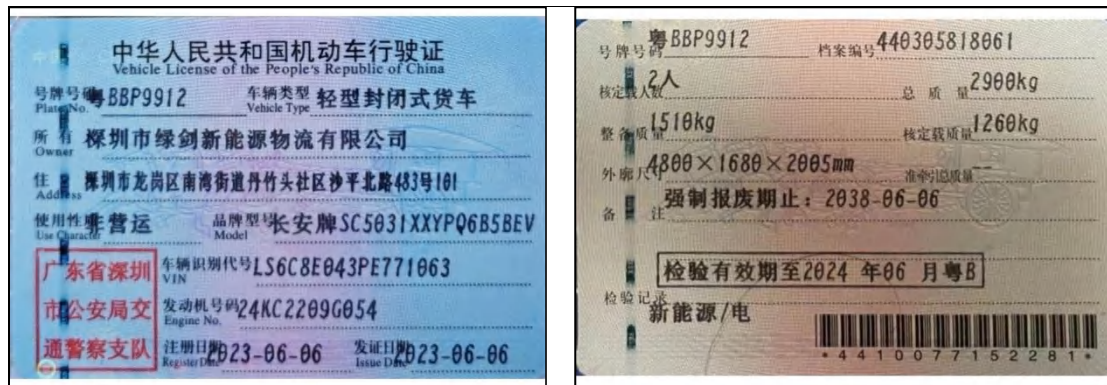 中华人民共和国机动车行驶证
Vehicle License of the People's Republic of China
号牌号码 粤BBP9912 车辆类型 轻型封闭式货车
Plate No. Vehicle Type
所有 深圳市绿剑新能源物流有限公司
Owner
住 深圳市龙岗区南湾街道丹竹头社区沙平北路483号101
Address
使用性 非营运 品牌型号 长安牌SC5031XXYPQ6B5BEV
Use Character Model
广东省深圳
市公安局交
通警察支队
车辆识别代号 LS6C8E043PE771063
VIN
发动机号码 24KC2209G054
Engine No.
注册日期 2023-06-06 发证日期 2023-06-06
Register Date Issue Date
号牌号码 粤BBP9912 档案编号 440305818061
核定载人数 2人 总质量 2900kg
整备质量 1510kg 核定载质量 1260kg
外廓尺寸 4800×1680×2005mm 准牵引总质量 --
备注 强制报废期止：2038-06-06
检验有效期至2024 年06 月粤B
检验记录
新能源/电
*4410077152281*